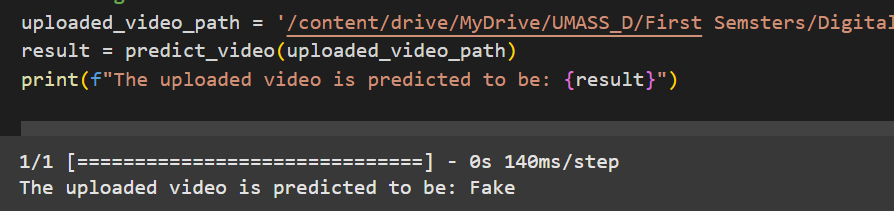 uploaded_video_path = '/content/drive/MyDrive/UMASS_D/First Semsters/Digital
result = predict_video(uploaded_video_path)
print(f"The uploaded video is predicted to be: {result}")
1/1 [==============================] - 0s 140ms/step
The uploaded video is predicted to be: Fake